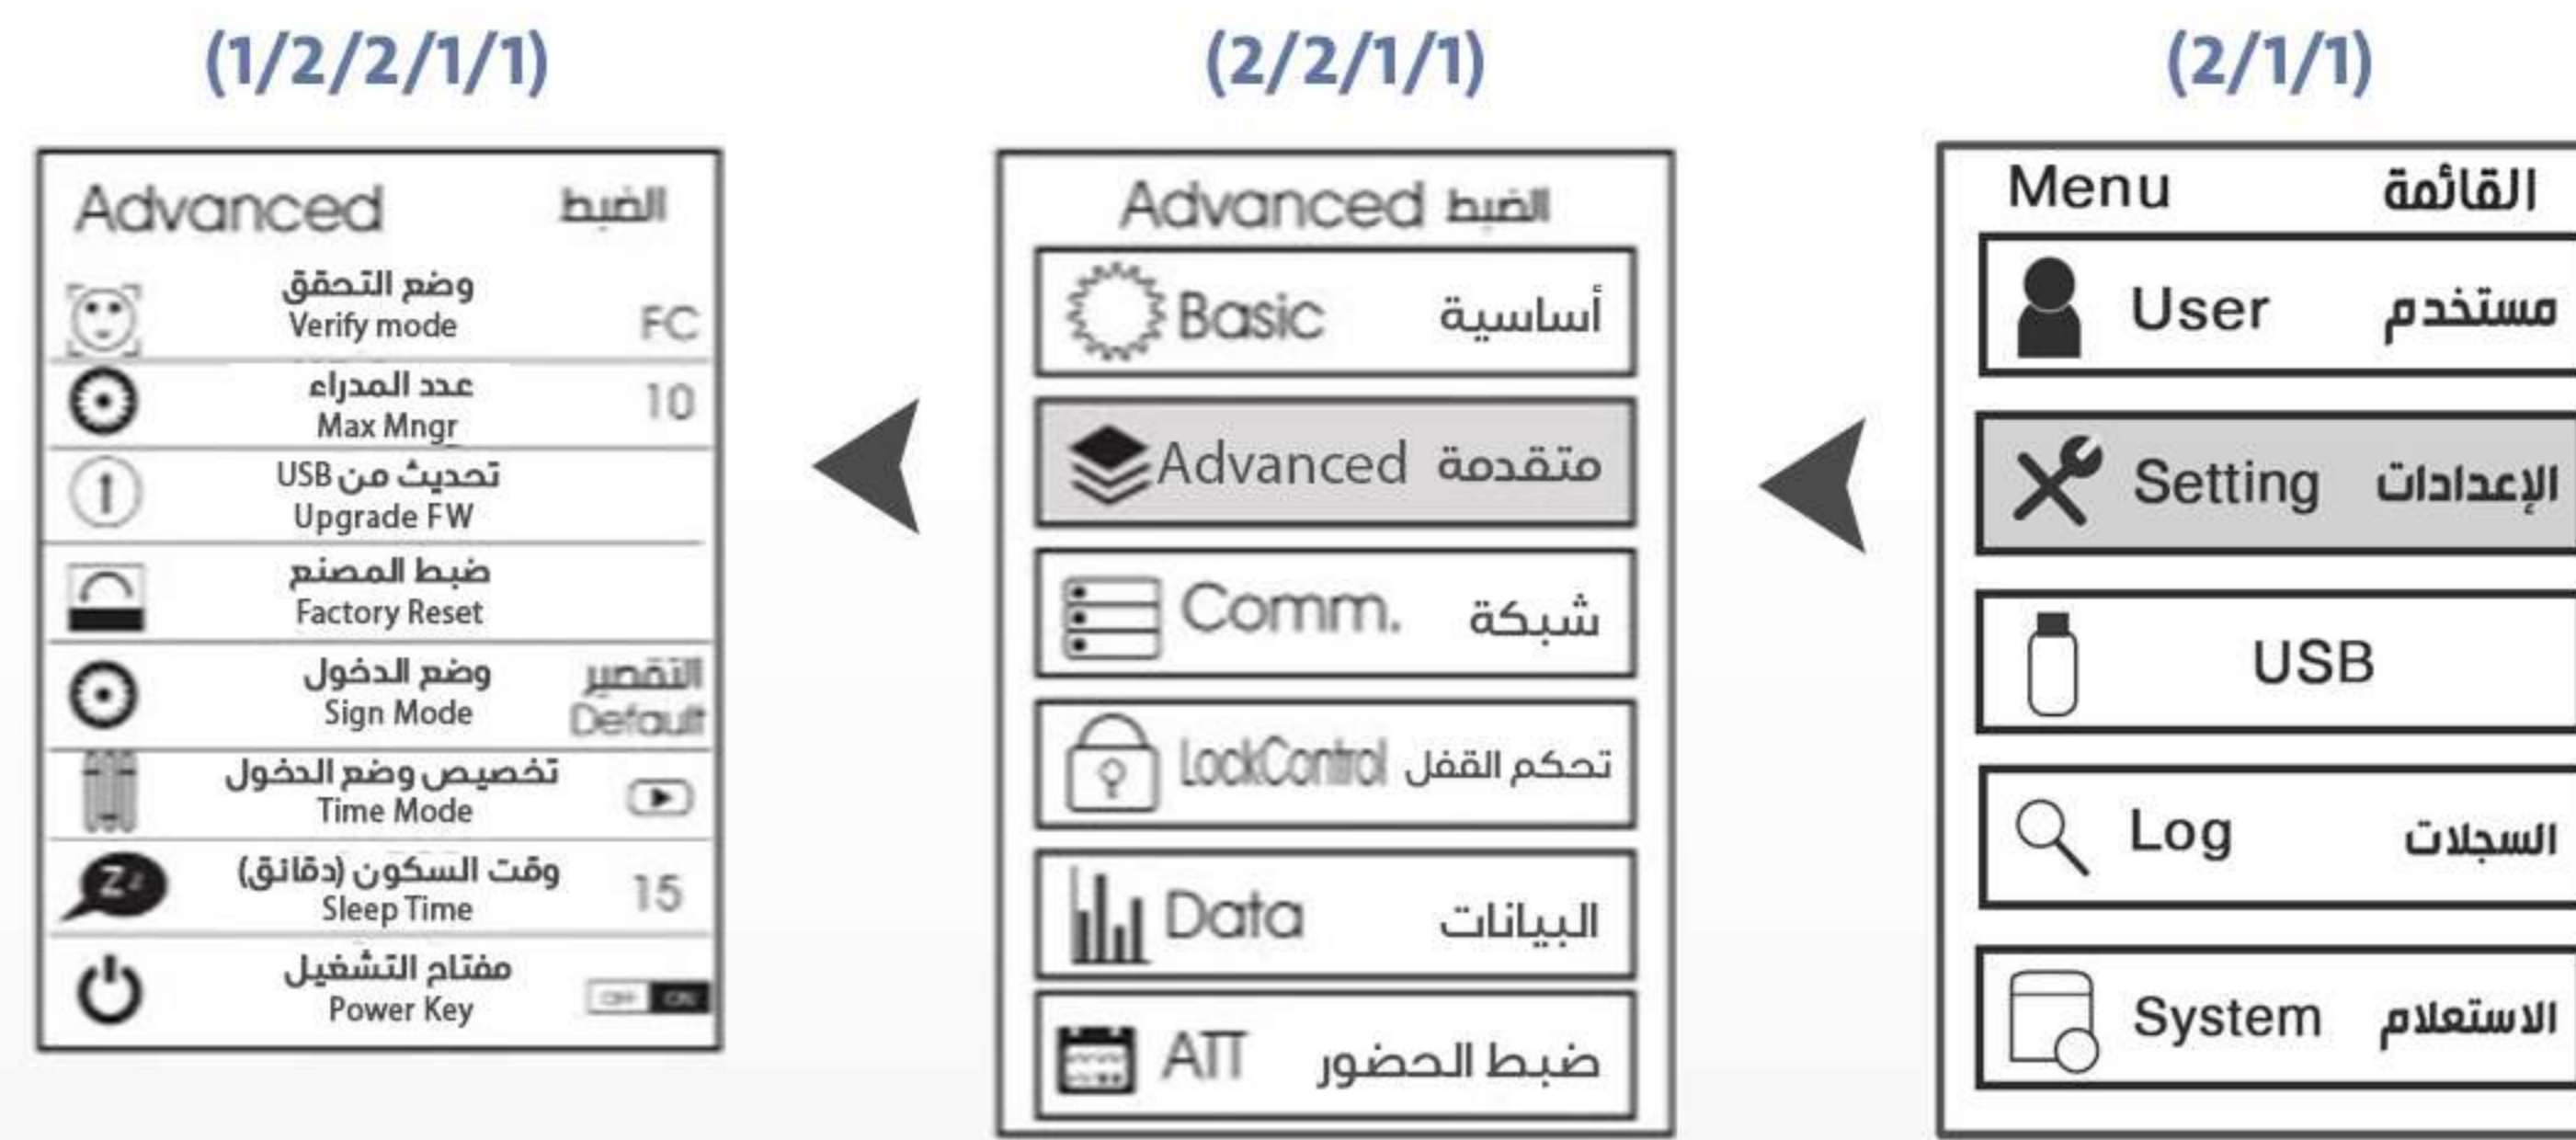 (2/1/1)
Menu القائمة
User مستخدم
Setting الإعدادات
USB
Log السجلات
System الاستعلام
(2/2/1/1)
Advanced الضبط
Basic أساسية
Advanced متقدمة
Comm. شبكة
LockControl تحكم القفل
Data البيانات
ATT ضبط الحضور
(1/2/2/1/1)
Advanced الضبط
وضع التحقق
Verify mode
FC
عدد المدراء
Max Mngr
10
تحديث من USB
Upgrade FW
ضبط المصنع
Factory Reset
وضع الدخول
Sign Mode
التقصير
Default
تخصيص وضع الدخول
Time Mode
وقت السكون (دقائق)
Sleep Time
15
مفتاح التشغيل
Power Key
OFF ON